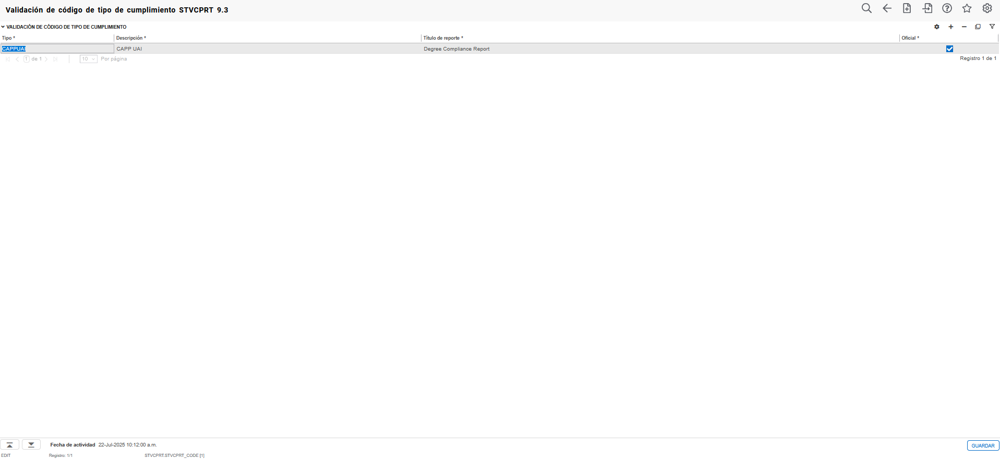 Validación de código de tipo de cumplimiento STVCPRT 9.3
VALIDACIÓN DE CÓDIGO DE TIPO DE CUMPLIMIENTO
Tipo * Descripción * Título de reporte * Oficial *
CAPPUAI CAPP UAI Degree Compliance Report
1 de 1 10 Por página Registro 1 de 1
Fecha de actividad 22-Jul-2025 10:12:00 a.m. GUARDAR
EDIT Registro: 1/1 STVCPRT.STVCPRT_CODE [1]